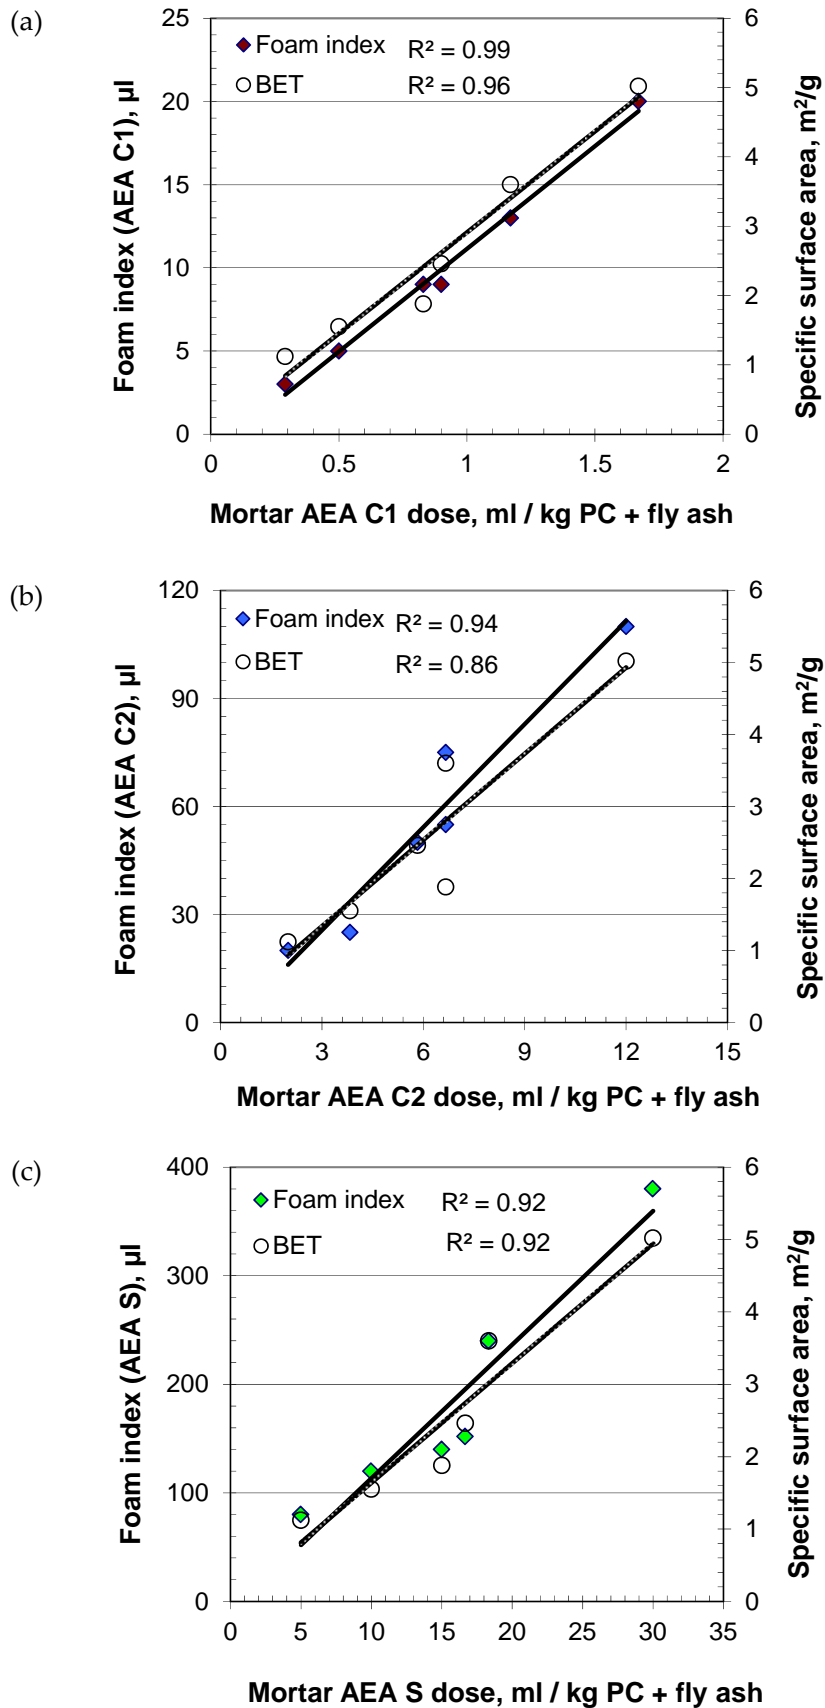 (a)
25
20
15
10
5
0
Foam index (AEA C1), µl
Foam index R² = 0.99
BET R² = 0.96
6
5
4
3
2
1
0
Specific surface area, m²/g
0 0.5 1 1.5 2
Mortar AEA C1 dose, ml / kg PC + fly ash
(b)
120
90
60
30
0
Foam index (AEA C2), µl
Foam index R² = 0.94
BET R² = 0.86
6
5
4
3
2
1
0
Specific surface area, m²/g
0 3 6 9 12 15
Mortar AEA C2 dose, ml / kg PC + fly ash
(c)
400
300
200
100
0
Foam index (AEA S), µl
Foam index R² = 0.92
BET R² = 0.92
6
5
4
3
2
1
0
Specific surface area, m²/g
0 5 10 15 20 25 30 35
Mortar AEA S dose, ml / kg PC + fly ash